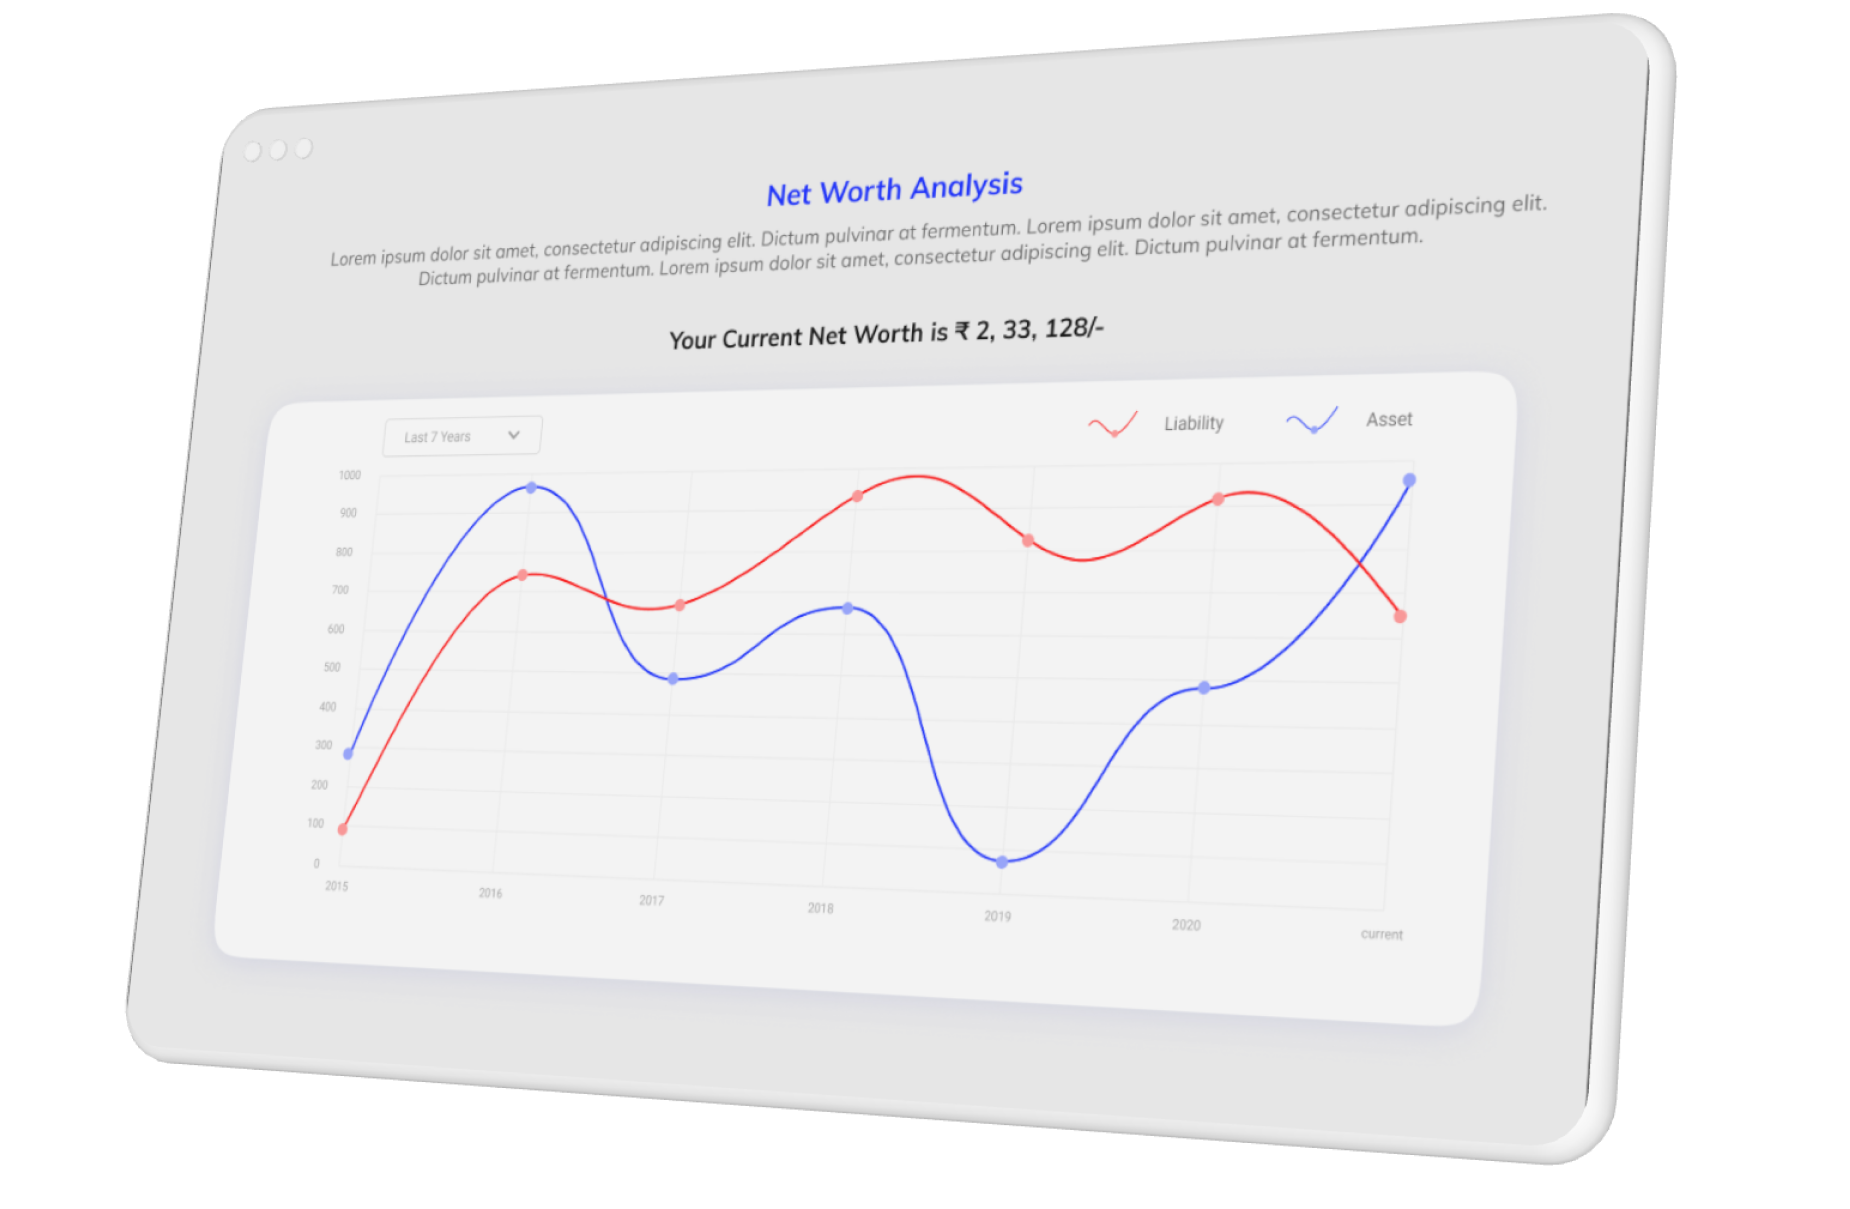 Net Worth Analysis
Lorem ipsum dolor sit amet, consectetur adipiscing elit. Dictum pulvinar at fermentum. Lorem ipsum dolor sit amet, consectetur adipiscing elit.
Dictum pulvinar at fermentum. Lorem ipsum dolor sit amet, consectetur adipiscing elit. Dictum pulvinar at fermentum.
Your Current Net Worth is ₹ 2, 33, 128/-
Last 7 Years
Liability
Asset
1000
900
800
700
600
500
400
300
200
100
0
2015
2016
2017
2018
2019
2020
current